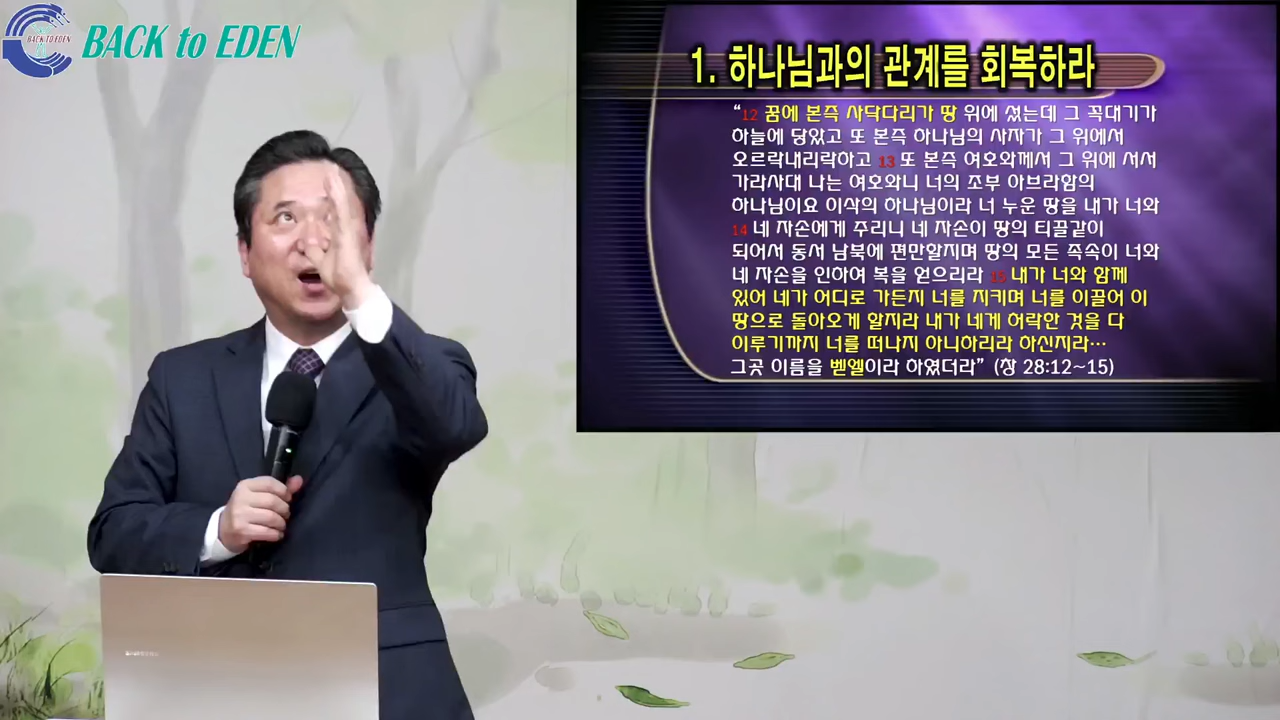 BACK TO EDEN
BACK to EDEN
1. 하나님과의 관계를 회복하라
“12 꿈에 본즉 사닥다리가 땅 위에 섰는데 그 꼭대기가
하늘에 닿았고 또 본즉 하나님의 사자가 그 위에서
오르락내리락하고 13 또 본즉 여호와께서 그 위에 서서
가라사대 나는 여호와니 너의 조부 아브라함의
하나님이요 이삭의 하나님이라 너 누운 땅을 내가 너와
14 네 자손에게 주리니 네 자손이 땅의 티끌같이
되어서 동서 남북에 편만할지며 땅의 모든 족속이 너와
네 자손을 인하여 복을 얻으리라 15 내가 너와 함께
있어 네가 어디로 가든지 너를 지키며 너를 이끌어 이
땅으로 돌아오게 할지라 내가 네게 허락한 것을 다
이루기까지 너를 떠나지 아니하리라 하신지라…
그곳 이름을 벧엘이라 하였더라” (창 28:12~15)